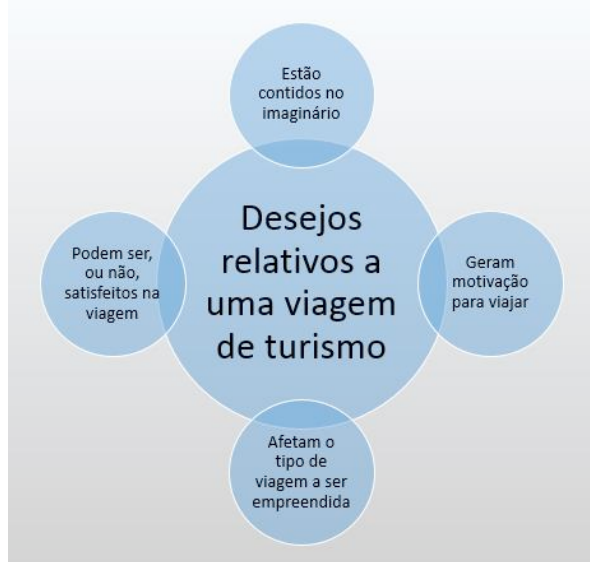 Estão
contidos no
imaginário
Desejos
relativos a
uma viagem
de turismo
Podem ser,
ou não,
satisfeitos na
viagem
Geram
motivação
para viajar
Afetam o
tipo de
viagem a ser
empreendida